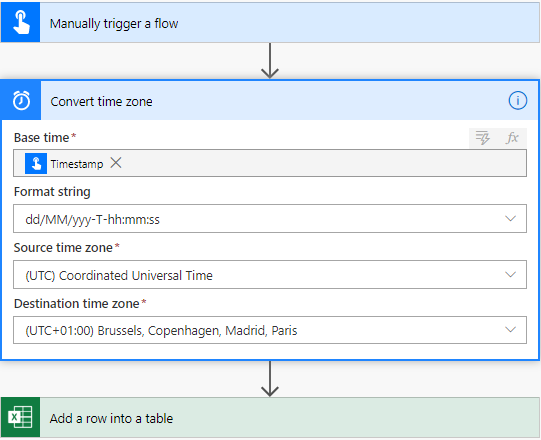 Manually trigger a flow
Convert time zone
Base time*
fx
Timestamp
Format string
dd/MM/yyy-T-hh:mm:ss
Source time zone*
(UTC) Coordinated Universal Time
Destination time zone*
(UTC+01:00) Brussels, Copenhagen, Madrid, Paris
Add a row into a table